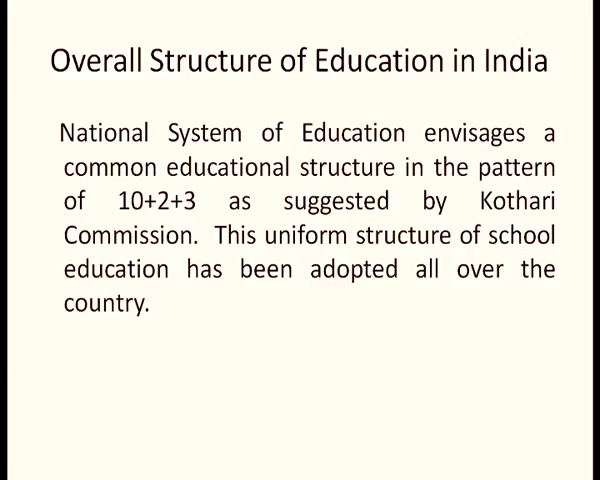 Overall Structure of Education in India
National System of Education envisages a
common educational structure in the pattern
of 10+2+3 as suggested by Kothari
Commission. This uniform structure of school
education has been adopted all over the
country.